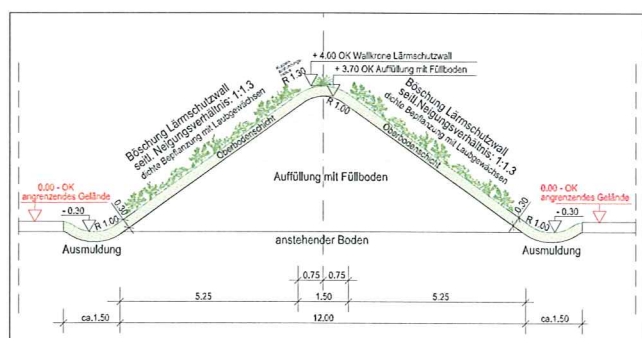 + 4.00 OK Wallkrone Lärmschutzwall
+ 3.70 OK Auffüllung mit Füllboden
R 1.30
R 1.00
Böschung Lärmschutzwall
seitl. Neigungsverhältnis: 1:1.3
dichte Bepflanzung mit Laubgewächsen
Oberbodenschicht
Böschung Lärmschutzwall
seitl. Neigungsverhältnis: 1:1.3
dichte Bepflanzung mit Laubgewächsen
Oberbodenschicht
Auffüllung mit Füllboden
0.00 - OK
angrenzendes Gelände
- 0.30
0.30
R 1.00
Ausmuldung
0.00 - OK
angrenzendes Gelände
- 0.30
0.30
R 1.00
Ausmuldung
anstehender Boden
0.75 0.75
5.25 1.50 5.25
ca.1.50 12.00 ca.1.50